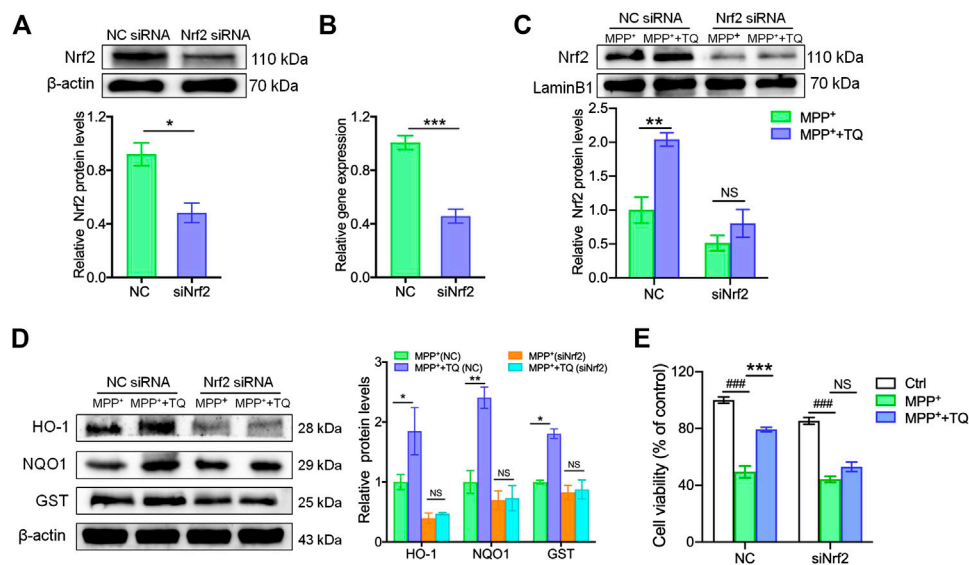 A
NC siRNA Nrf2 siRNA
Nrf2
110 kDa
β-actin
70 kDa
Relative Nrf2 protein levels
1.2
0.8
0.4
0.0
*
NC siNrf2
B
Relative gene expression
1.2
0.8
0.4
0.0
***
NC siNrf2
C
NC siRNA Nrf2 siRNA
MPP⁺ MPP⁺+TQ MPP⁺ MPP⁺+TQ
Nrf2
110 kDa
LaminB1
70 kDa
Relative Nrf2 protein levels
2.5
2.0
1.5
1.0
0.5
0.0
**
NS
MPP⁺
MPP⁺+TQ
NC siNrf2
D
NC siRNA Nrf2 siRNA
MPP⁺ MPP⁺+TQ MPP⁺ MPP⁺+TQ
HO-1
28 kDa
NQO1
29 kDa
GST
25 kDa
β-actin
43 kDa
Relative protein levels
3
2
1
0
MPP⁺(NC)
MPP⁺+TQ (NC)
MPP⁺(siNrf2)
MPP⁺+TQ (siNrf2)
*
NS
**
NS
*
NS
HO-1 NQO1 GST
E
Cell viability (% of control)
120
80
40
0
###
***
###
NS
Ctrl
MPP⁺
MPP⁺+TQ
NC siNrf2